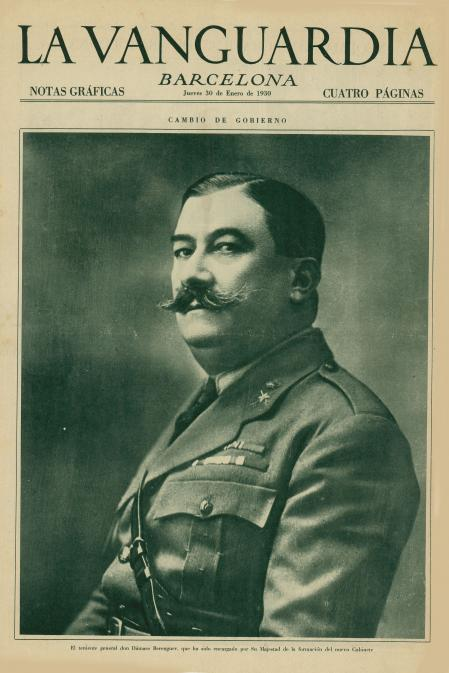 LA VANGUARDIA
BARCELONA
NOTAS GRÁFICAS
Jueves 30 de Enero de 1930
CUATRO PÁGINAS
CAMBIO DE GOBIERNO
El teniente general don Dámaso Berenguer, que ha sido encargado por Su Majestad de la formación del nuevo Gabinete